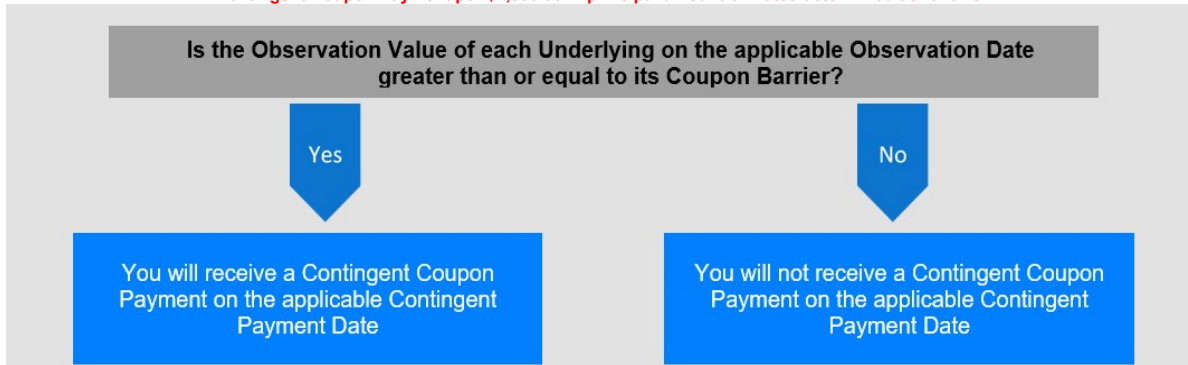 Is the Observation Value of each Underlying on the applicable Observation Date
greater than or equal to its Coupon Barrier?
Yes
No
You will receive a Contingent Coupon
Payment on the applicable Contingent
Payment Date
You will not receive a Contingent Coupon
Payment on the applicable Contingent
Payment Date